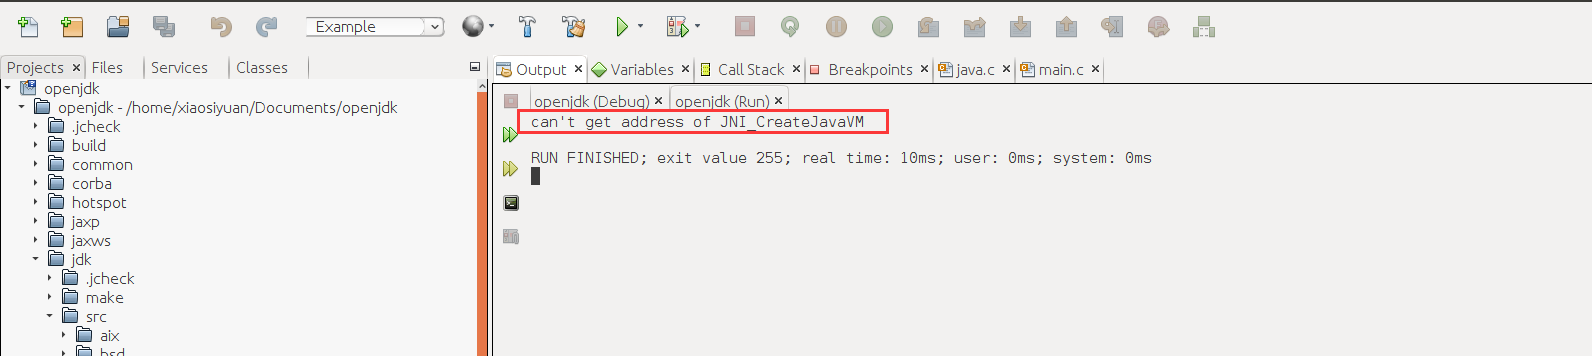 Example
Projects × Files Services Classes
openjdk
openjdk - /home/xiaosiyuan/Documents/openjdk
.jcheck
build
common
corba
hotspot
jaxp
jaxws
jdk
.jcheck
make
src
aix
bsd
Output × Variables × Call Stack × Breakpoints × java.c × main.c ×
openjdk (Debug) × openjdk (Run) ×
can't get address of JNI_CreateJavaVM
RUN FINISHED; exit value 255; real time: 10ms; user: 0ms; system: 0ms